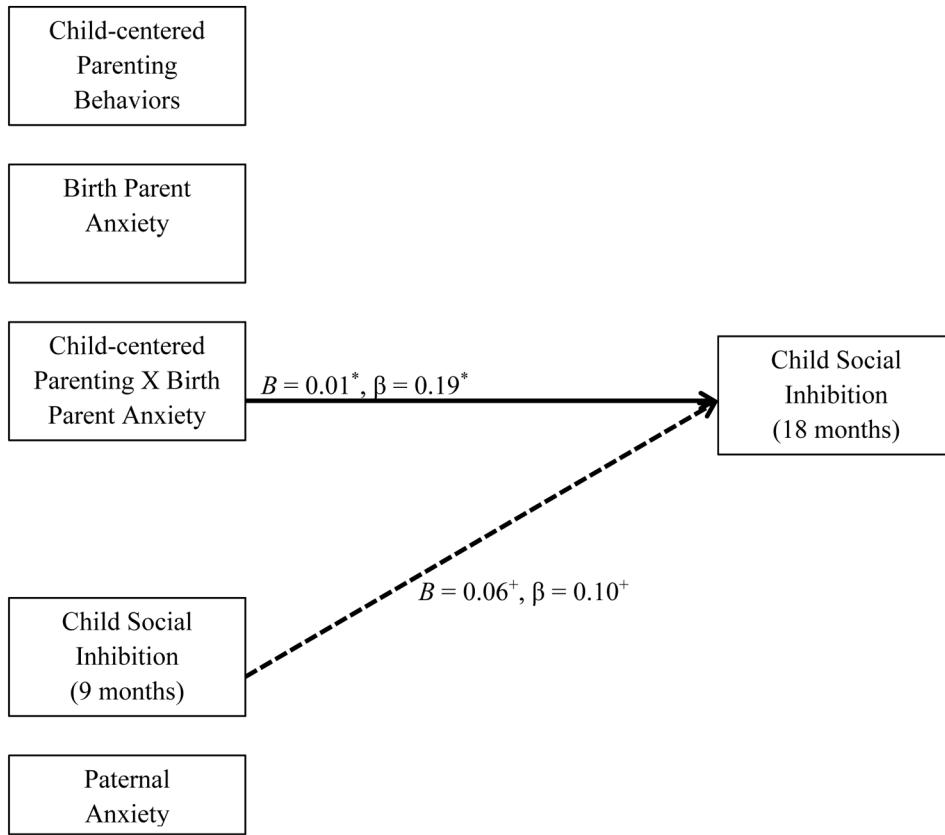 Child-centered
Parenting
Behaviors
Birth Parent
Anxiety
Child-centered
Parenting X Birth
Parent Anxiety
B = 0.01*, β = 0.19*
Child Social
Inhibition
(18 months)
B = 0.06+, β = 0.10+
Child Social
Inhibition
(9 months)
Paternal
Anxiety